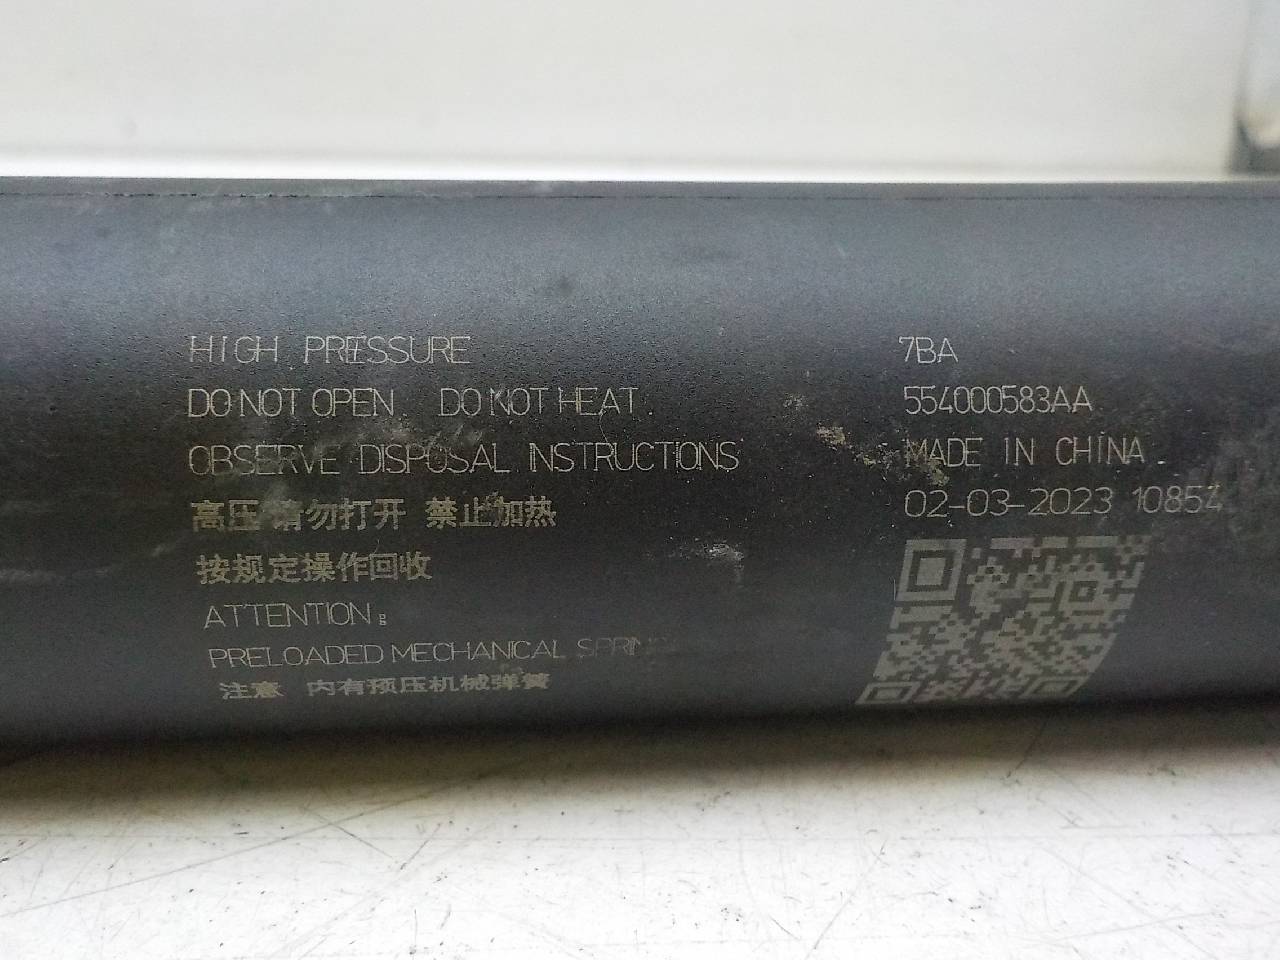 HIGH PRESSURE
DO NOT OPEN. DO NOT HEAT.
OBSERVE DISPOSAL INSTRUCTIONS
高压 请勿打开 禁止加热
按规定操作回收
ATTENTION:
PRELOADED MECHANICAL SPRING
注意 内有预压机械弹簧
7BA
554000583AA
MADE IN CHINA
02-03-2023 10854